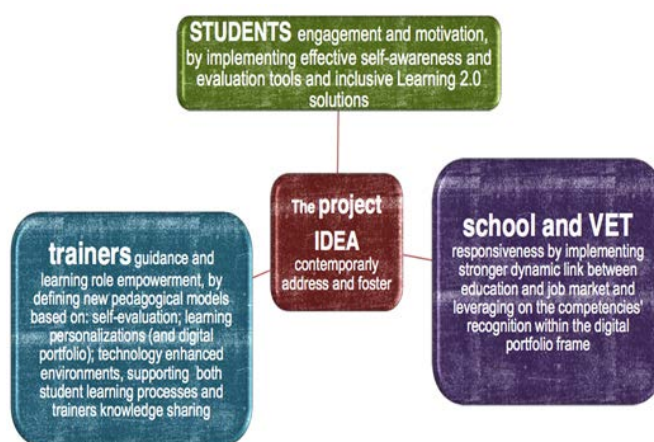 STUDENTS engagement and motivation,
by implementing effective self-awareness and
evaluation tools and inclusive Learning 2.0
solutions
The project
IDEA
contemporarly
address and foster
trainers guidance and
learning role empowerment, by
defining new pedagogical models
based on: self-evaluation; learning
personalizations (and digital
portfolio); technology enhanced
environments, supporting both
student learning processes and
trainers knowledge sharing
school and VET
responsiveness by implementing
stronger dynamic link between
education and job market and
leveraging on the competencies'
recognition within the digital
portfolio frame